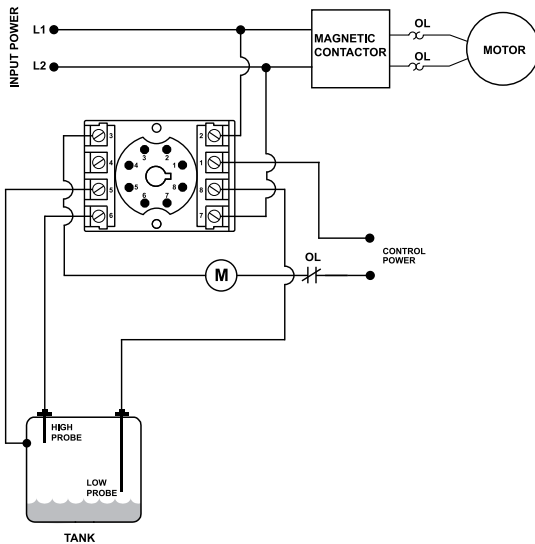 INPUT POWER
L1
L2
MAGNETIC
CONTACTOR
OL
OL
MOTOR
3
4
5
6
2
1
8
7
3
2
4
1
5
8
6
7
CONTROL
POWER
OL
M
HIGH
PROBE
LOW
PROBE
TANK